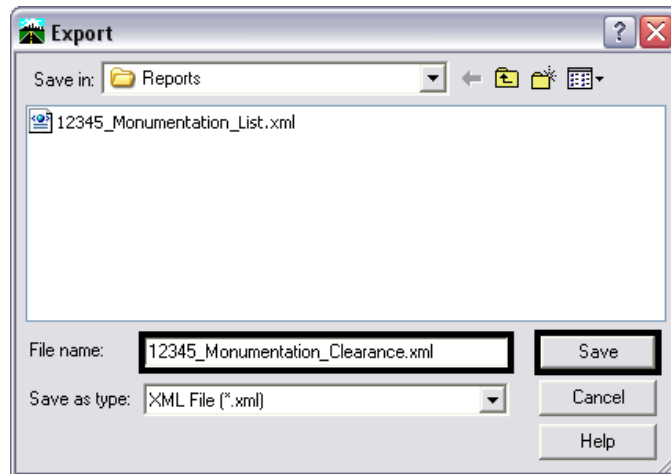 Export
Save in: Reports
12345_Monumentation_List.xml
File name: 12345_Monumentation_Clearance.xml Save
Save as type: XML File (*.xml) Cancel
Help